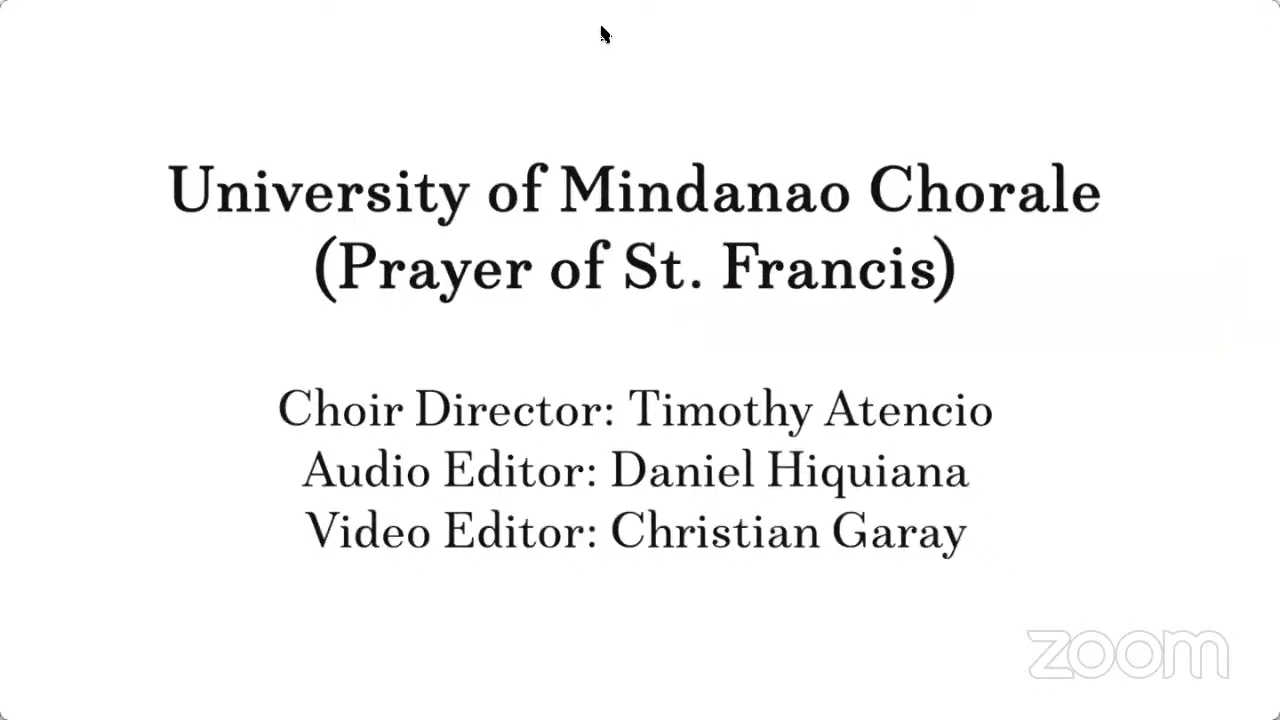 University of Mindanao Chorale
(Prayer of St. Francis)
Choir Director: Timothy Atencio
Audio Editor: Daniel Hiquiana
Video Editor: Christian Garay
zoom